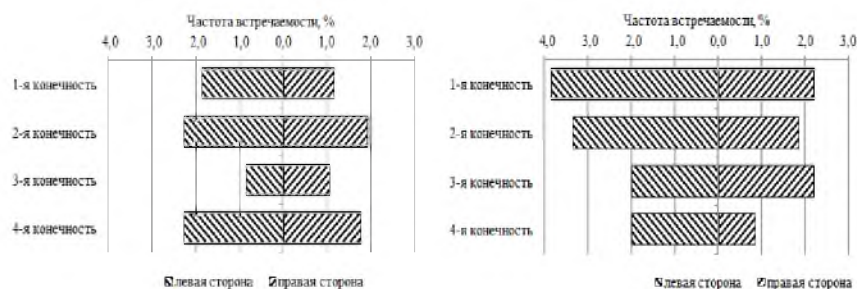 Частота встречаемости, %
4,0 3,0 2,0 1,0 0,0 1,0 2,0 3,0
1-я конечность
2-я конечность
3-я конечность
4-я конечность
левая сторона правая сторона
Частота встречаемости, %
4,0 3,0 2,0 1,0 0,0 1,0 2,0 3,0
1-я конечность
2-я конечность
3-я конечность
4-я конечность
левая сторона правая сторона